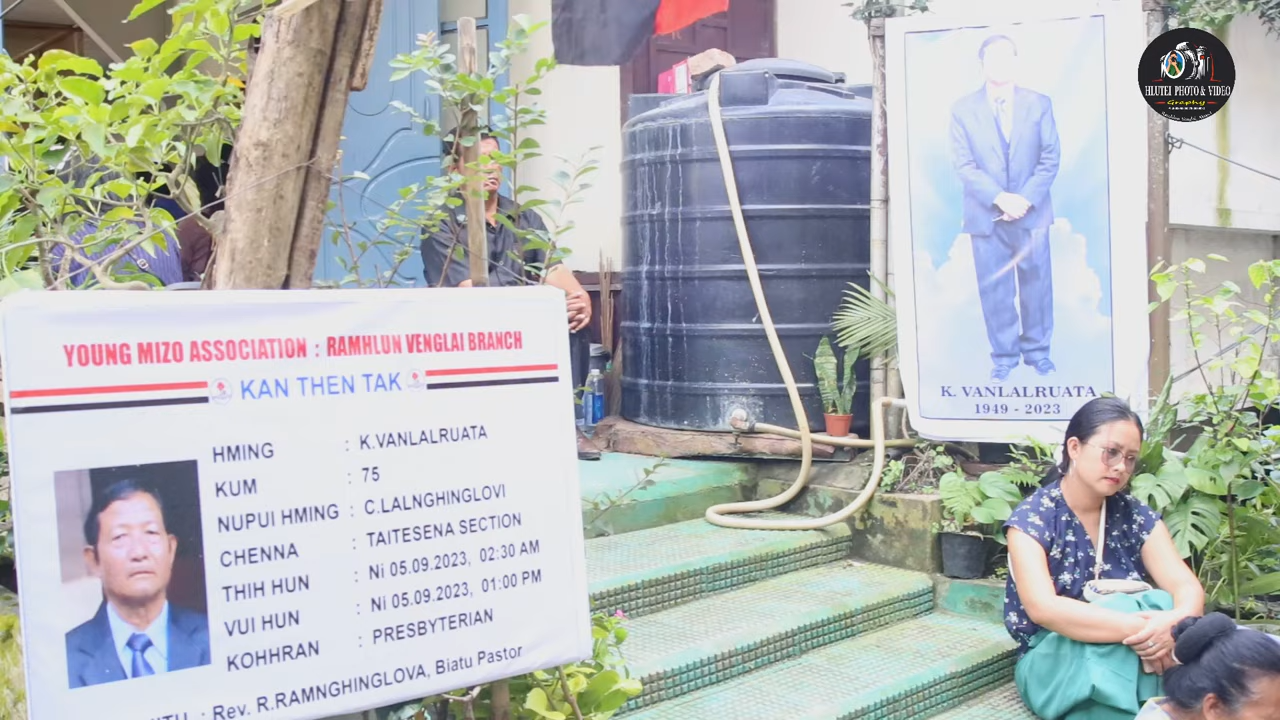 YOUNG MIZO ASSOCIATION : RAMHLUN VENGLAI BRANCH
KAN THEN TAK
HMING : K.VANLALRUATA
KUM : 75
NUPUI HMING : C.LALNGHINGLOVI
CHENNA : TAITESENA SECTION
THIH HUN : Ni 05.09.2023, 02:30 AM
VUI HUN : Ni 05.09.2023, 01:00 PM
KOHHRAN : PRESBYTERIAN
: Rev. R.RAMNGHINGLOVA, Biatu Pastor
K. VANLALRUATA
1949 - 2023
HLUTEI PHOTO & VIDEO
Graphy